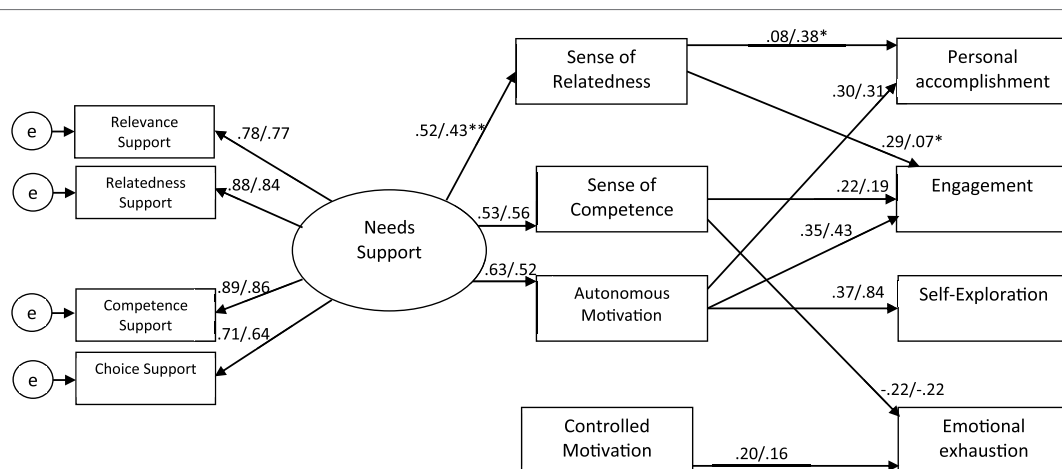 Sense of
Relatedness
.08/.38*
Personal
accomplishment
.30/.31
e
Relevance
Support
.78/.77
.52/.43**
.29/.07*
e
Relatedness
Support
.88/.84
Needs
Support
.53/.56
Sense of
Competence
.22/.19
Engagement
.35/.43
.63/.52
e
Competence
Support
.89/.86
Autonomous
Motivation
.37/.84
Self-Exploration
e
Choice Support
.71/.64
-.22/-.22
Controlled
Motivation
.20/.16
Emotional
exhaustion